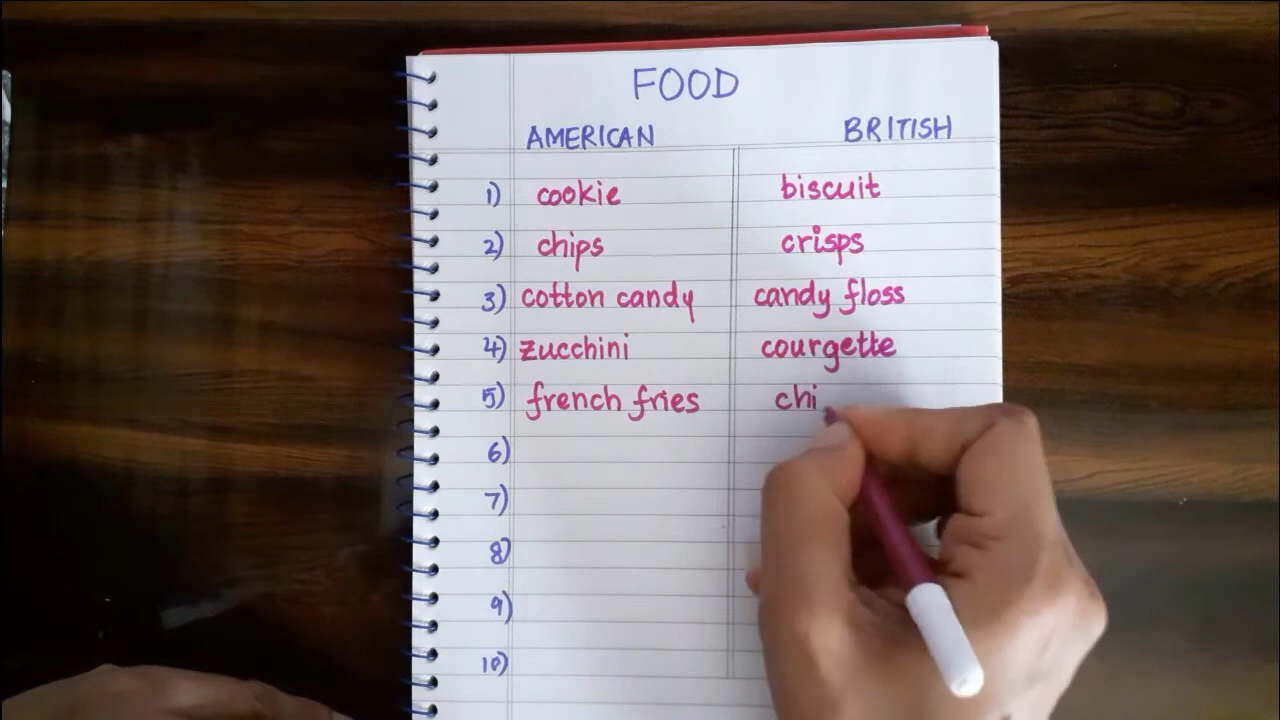 FOOD
AMERICAN BRITISH
1) cookie biscuit
2) chips crisps
3) cotton candy candy floss
4) zucchini courgette
5) french fries chi
6)
7)
8)
9)
10)